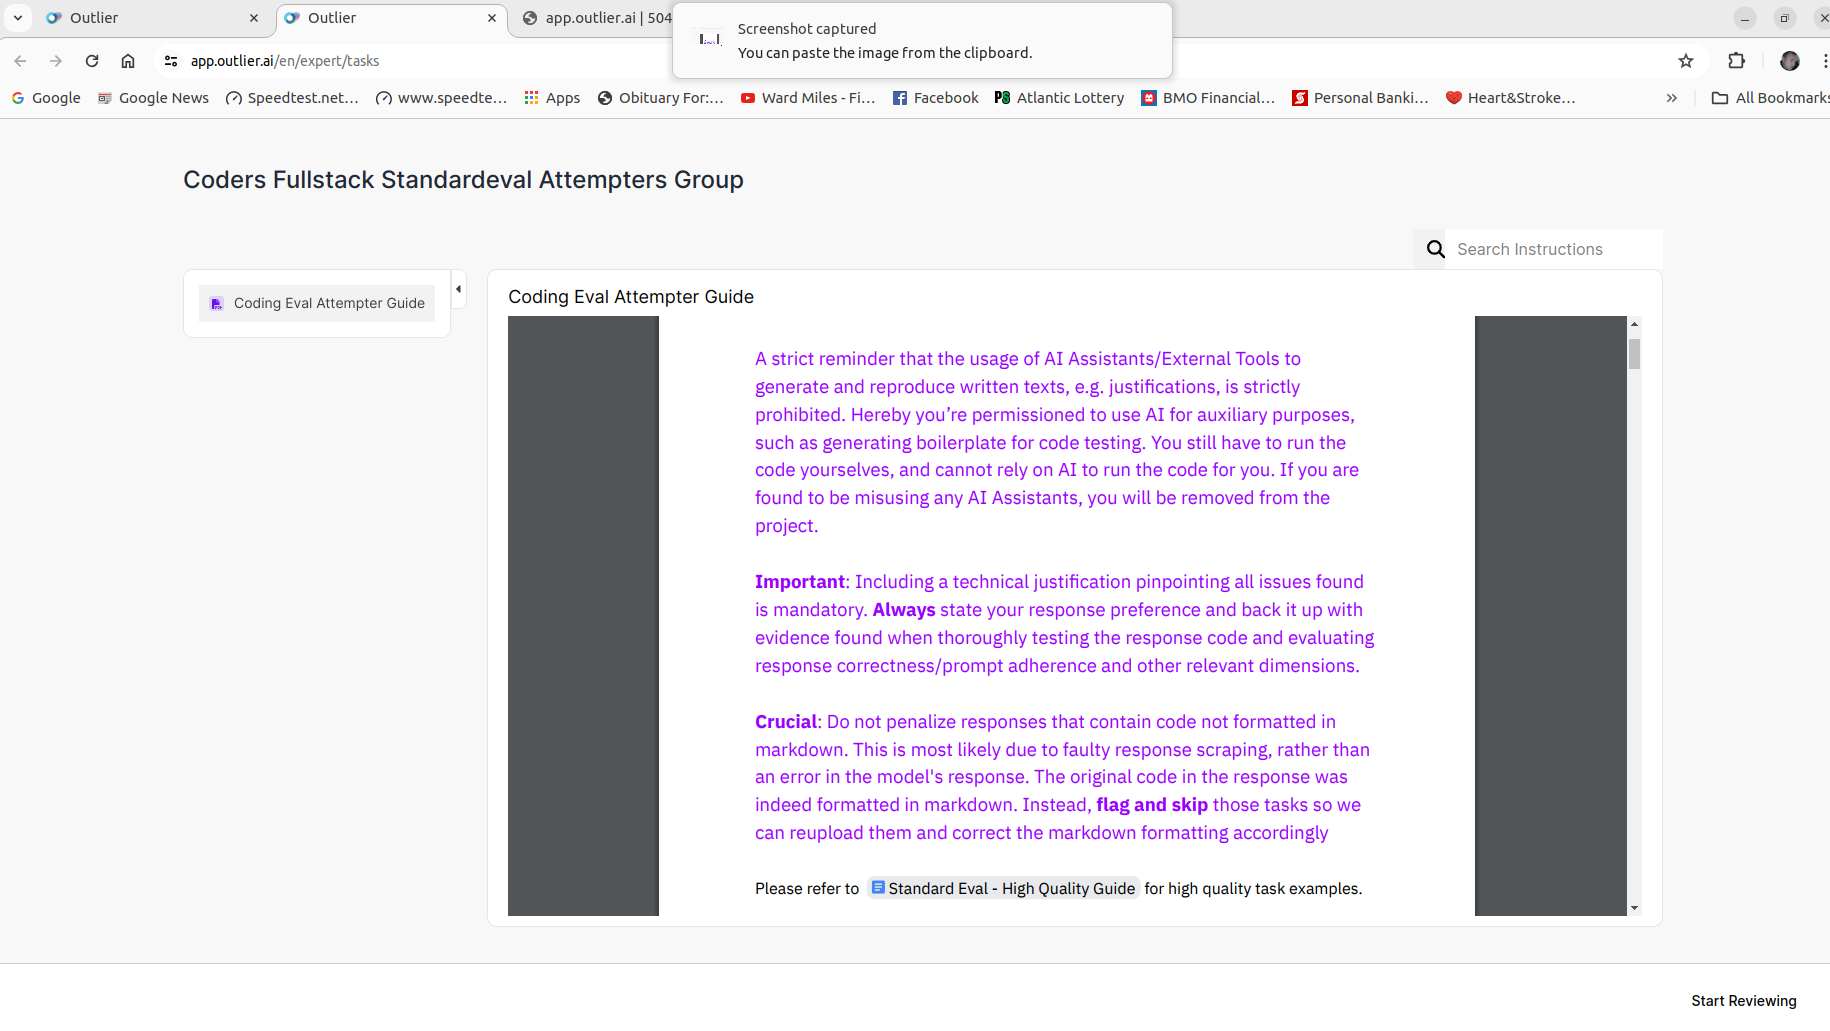 Outlier
Outlier
app.outlier.ai | 504
Screenshot captured
You can paste the image from the clipboard.
app.outlier.ai/en/expert/tasks
Google
Google News
Speedtest.net...
www.speedte...
Apps
Obituary For:...
Ward Miles - Fi...
Facebook
Atlantic Lottery
BMO Financial...
Personal Banki...
Heart&Stroke...
All Bookmarks
Coders Fullstack Standardeval Attempters Group
Search Instructions
Coding Eval Attempter Guide
Coding Eval Attempter Guide
A strict reminder that the usage of AI Assistants/External Tools to
generate and reproduce written texts, e.g. justifications, is strictly
prohibited. Hereby you’re permissioned to use AI for auxiliary purposes,
such as generating boilerplate for code testing. You still have to run the
code yourselves, and cannot rely on AI to run the code for you. If you are
found to be misusing any AI Assistants, you will be removed from the
project.
Important: Including a technical justification pinpointing all issues found
is mandatory. Always state your response preference and back it up with
evidence found when thoroughly testing the response code and evaluating
response correctness/prompt adherence and other relevant dimensions.
Crucial: Do not penalize responses that contain code not formatted in
markdown. This is most likely due to faulty response scraping, rather than
an error in the model's response. The original code in the response was
indeed formatted in markdown. Instead, flag and skip those tasks so we
can reupload them and correct the markdown formatting accordingly
Please refer to Standard Eval - High Quality Guide for high quality task examples.
Start Reviewing